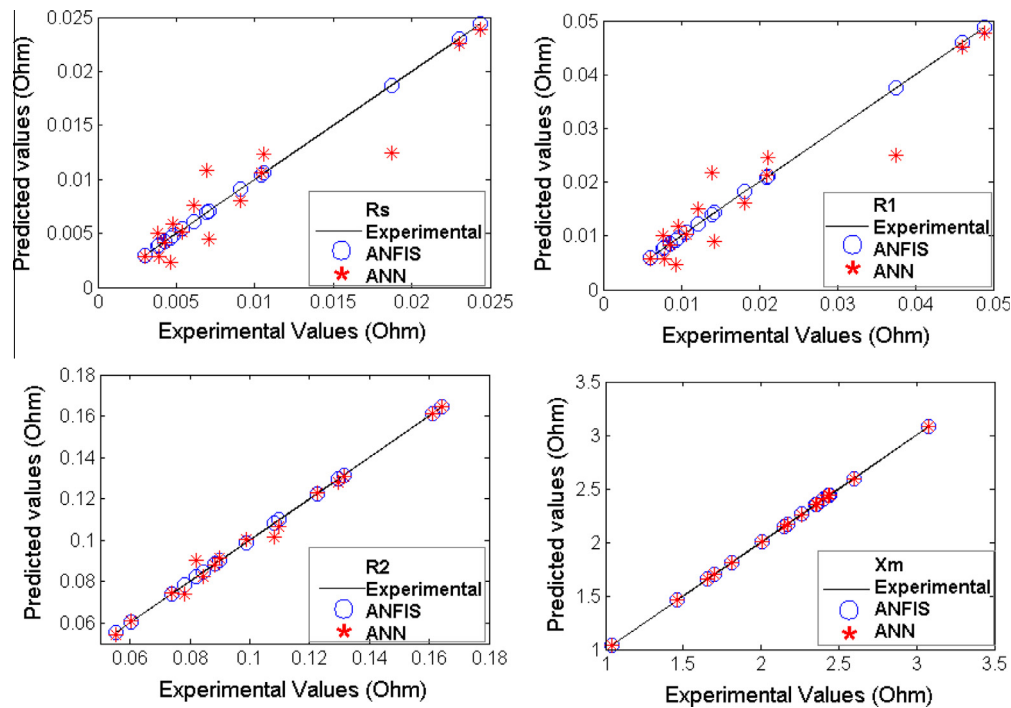 0.025
0.02
0.015
0.01
0.005
0
0 0.005 0.01 0.015 0.02 0.025
Predicted values (Ohm)
Experimental Values (Ohm)
Rs
Experimental
ANFIS
ANN
0.05
0.04
0.03
0.02
0.01
0
0 0.01 0.02 0.03 0.04 0.05
Predicted values (Ohm)
Experimental Values (Ohm)
R1
Experimental
ANFIS
ANN
0.18
0.16
0.14
0.12
0.1
0.08
0.06
0.06 0.08 0.1 0.12 0.14 0.16 0.18
Predicted values (Ohm)
Experimental Values (Ohm)
R2
Experimental
ANFIS
ANN
3.5
3
2.5
2
1.5
1
1 1.5 2 2.5 3 3.5
Predicted values (Ohm)
Experimental Values (Ohm)
Xm
Experimental
ANFIS
ANN